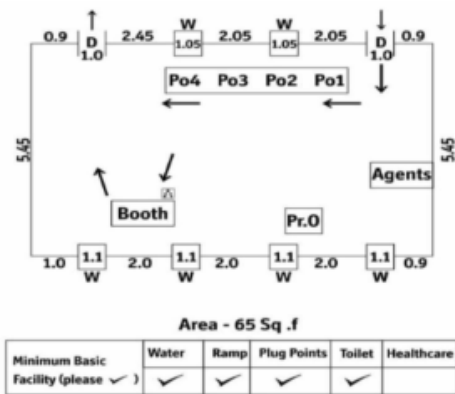 W W
0.9 D 2.45 1.05 2.05 1.05 2.05 D 0.9
1.0 1.0
Po4 Po3 Po2 Po1
5.45 5.45
Agents
Booth
Pr.O
1.0 1.1 2.0 1.1 2.0 1.1 2.0 1.1 0.9
W W W W
Area - 65 Sq .f
Minimum Basic Facility (please ✓ )
Water Ramp Plug Points Toilet Healthcare
✓ ✓ ✓ ✓